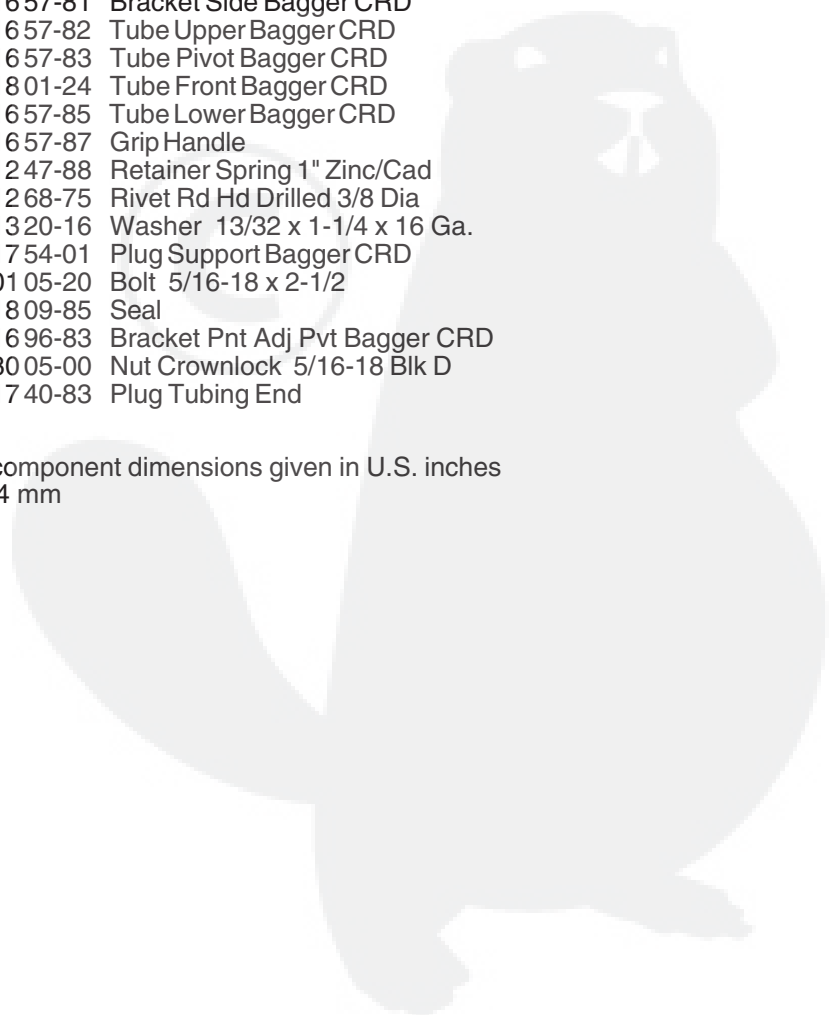 657-81 Bracket Side Bagger CRD
657-82 Tube Upper Bagger CRD
657-83 Tube Pivot Bagger CRD
801-24 Tube Front Bagger CRD
657-85 Tube Lower Bagger CRD
657-87 Grip Handle
247-88 Retainer Spring 1" Zinc/Cad
268-75 Rivet Rd Hd Drilled 3/8 Dia
320-16 Washer 13/32 x 1-1/4 x 16 Ga.
754-01 Plug Support Bagger CRD
0105-20 Bolt 5/16-18 x 2-1/2
809-85 Seal
696-83 Bracket Pnt Adj Pvt Bagger CRD
3005-00 Nut Crownlock 5/16-18 Blk D
740-83 Plug Tubing End
component dimensions given in U.S. inches
4 mm